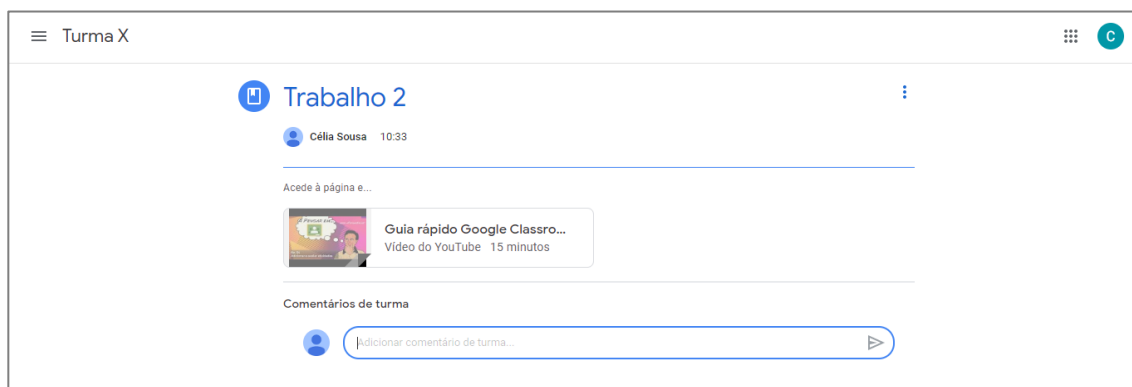 Turma X
C
Trabalho 2
Célia Sousa 10:33
Acede à página e...
Guia rápido Google Classro...
Vídeo do YouTube 15 minutos
Comentários de turma
Adicionar comentário de turma...